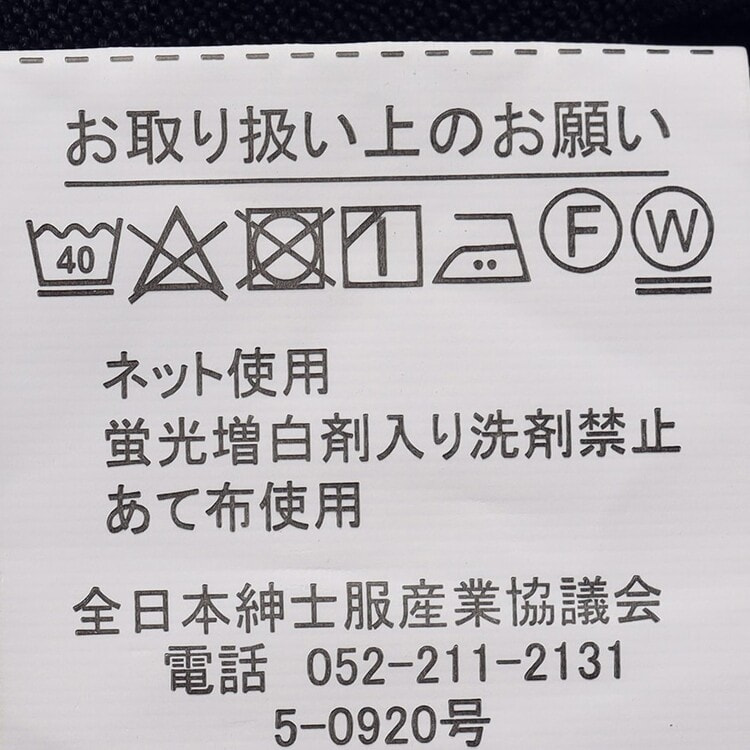 お取り扱い上のお願い
40 F W
ネット使用
蛍光増白剤入り洗剤禁止
あて布使用
全日本紳士服産業協議会
電話 052-211-2131
5-0920号